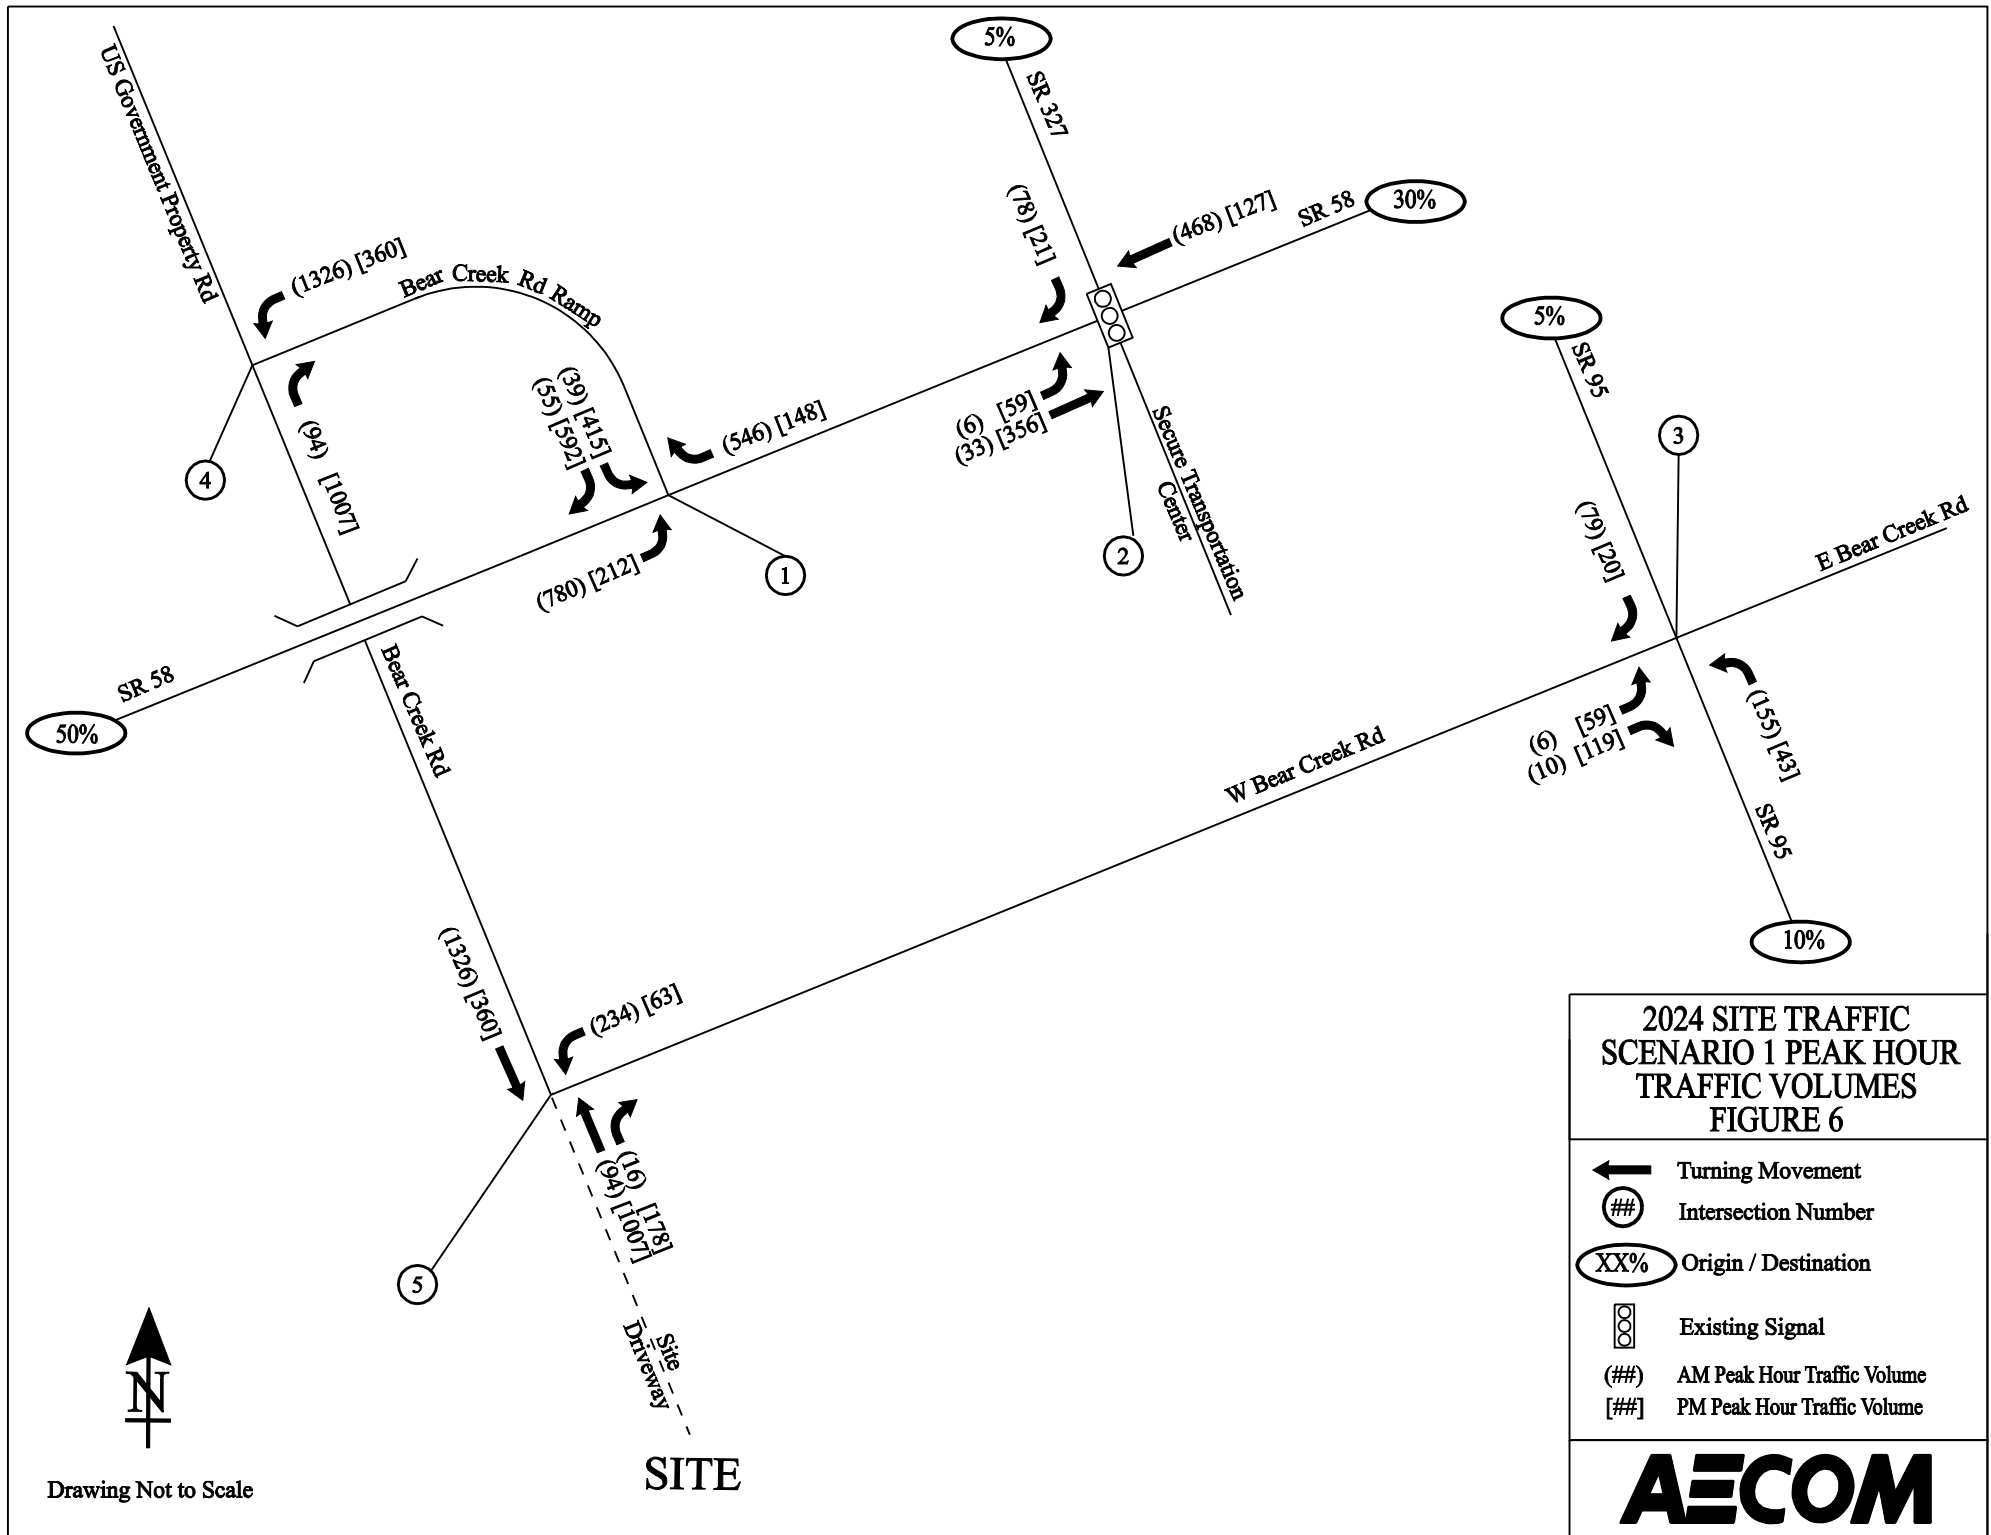 5%
SR 327
US Government Property Rd
(78) [21]
(468) [127]
SR 58
30%
(1326) [360]
Bear Creek Rd Ramp
5%
SR 95
(39) [415]
(55) [592]
(546) [148]
(6) [59]
(33) [356]
Secure Transportation
Center
3
4
(94) [1007]
(780) [212]
1
2
(79) [20]
E Bear Creek Rd
SR 58
50%
Bear Creek Rd
W Bear Creek Rd
(6) [59]
(10) [119]
(155) [43]
SR 95
10%
(1326) [360]
(234) [63]
(16) [178]
(94) [1007]
5
Site
Driveway
SITE
N
Drawing Not to Scale
2024 SITE TRAFFIC
SCENARIO 1 PEAK HOUR
TRAFFIC VOLUMES
FIGURE 6
Turning Movement
## Intersection Number
XX% Origin / Destination
Existing Signal
(##) AM Peak Hour Traffic Volume
[##] PM Peak Hour Traffic Volume
AECOM